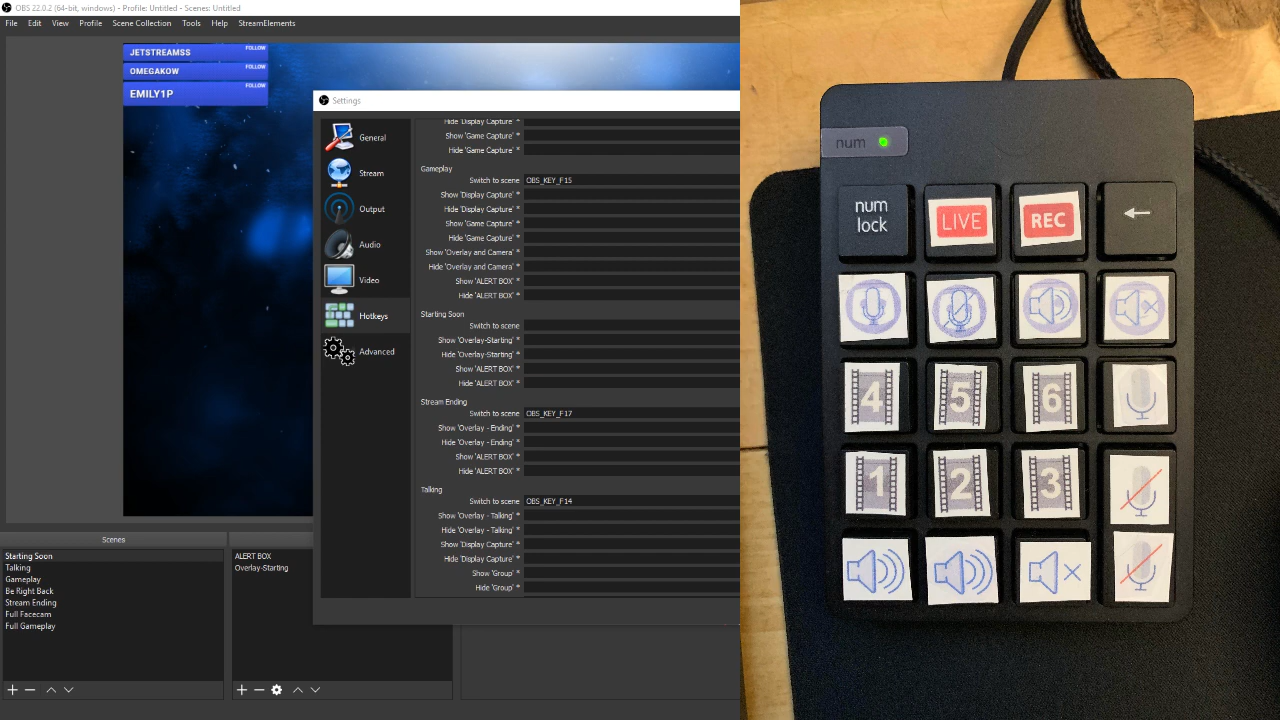 OBS 22.0.2 (64-bit, windows) - Profile: Untitled - Scenes: Untitled
File Edit View Profile Scene Collection Tools Help StreamElements
JETSTREAMSS FOLLOW
OMEGAKOW FOLLOW
EMILY1P FOLLOW
Settings
General
Stream
Output
Audio
Video
Hotkeys
Advanced
Hide 'Display Capture' *
Show 'Game Capture' *
Hide 'Game Capture' *
Gameplay
Switch to scene OBS_KEY_F15
Show 'Display Capture' *
Hide 'Display Capture' *
Show 'Game Capture' *
Hide 'Game Capture' *
Show 'Overlay and Camera' *
Hide 'Overlay and Camera' *
Show 'ALERT BOX' *
Hide 'ALERT BOX' *
Starting Soon
Switch to scene
Show 'Overlay-Starting' *
Hide 'Overlay-Starting' *
Show 'ALERT BOX' *
Hide 'ALERT BOX' *
Stream Ending
Switch to scene OBS_KEY_F17
Show 'Overlay - Ending' *
Hide 'Overlay - Ending' *
Show 'ALERT BOX' *
Hide 'ALERT BOX' *
Talking
Switch to scene OBS_KEY_F14
Show 'Overlay - Talking' *
Hide 'Overlay - Talking' *
Show 'Display Capture' *
Hide 'Display Capture' *
Show 'Group' *
Hide 'Group' *
Scenes
Starting Soon
Talking
Gameplay
Be Right Back
Stream Ending
Full Facecam
Full Gameplay
ALERT BOX
Overlay-Starting
num
num
lock
LIVE REC ←
4 5 6
1 2 3